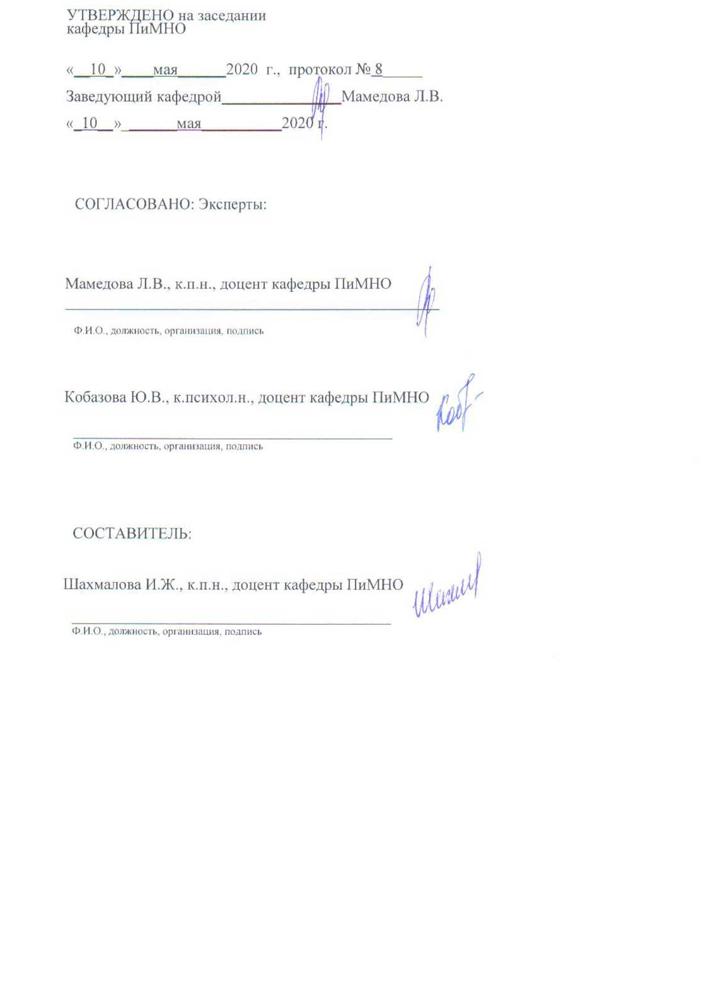 УТВЕРЖДЕНО на заседании
кафедры ПиМНО
«__10_»____мая______2020 г., протокол № 8_____
Заведующий кафедрой_______________Мамедова Л.В.
«_10__»_______мая__________2020 г.
СОГЛАСОВАНО: Эксперты:
Мамедова Л.В., к.п.н., доцент кафедры ПиМНО
Ф.И.О., должность, организация, подпись
Кобазова Ю.В., к.психол.н., доцент кафедры ПиМНО
Ф.И.О., должность, организация, подпись
СОСТАВИТЕЛЬ:
Шахмалова И.Ж., к.п.н., доцент кафедры ПиМНО
Ф.И.О., должность, организация, подпись